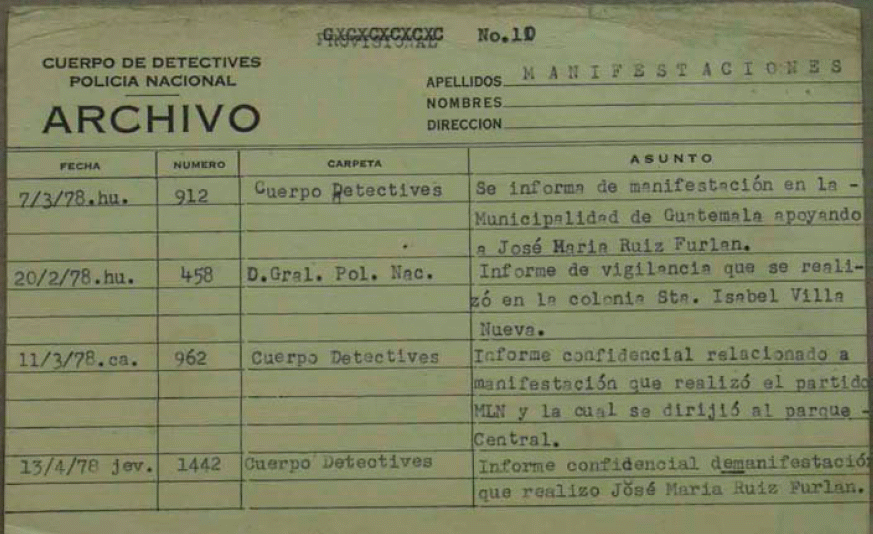 PROVISIONAL No.10
CUERPO DE DETECTIVES
POLICIA NACIONAL
ARCHIVO
APELLIDOS M A N I F E S T A C I O N E S
NOMBRES
DIRECCION
FECHA NUMERO CARPETA ASUNTO
7/3/78.hu. 912 Cuerpo Detectives Se informa de manifestación en la -
Municipalidad de Guatemala apoyando
a José Maria Ruiz Furlan.
20/2/78.hu. 458 D.Gral. Pol. Nac. Informe de vigilancia que se reali-
zó en la colonia Sta. Isabel Villa
Nueva.
11/3/78.ca. 962 Cuerpo Detectives Informe confidencial relacionado a
manifestación que realizó el partido
MLN y la cual se dirijió al parque -
Central.
13/4/78 jev. 1442 Cuerpo Detectives Informe confidencial demanifestación
que realizo José Maria Ruiz Furlan.